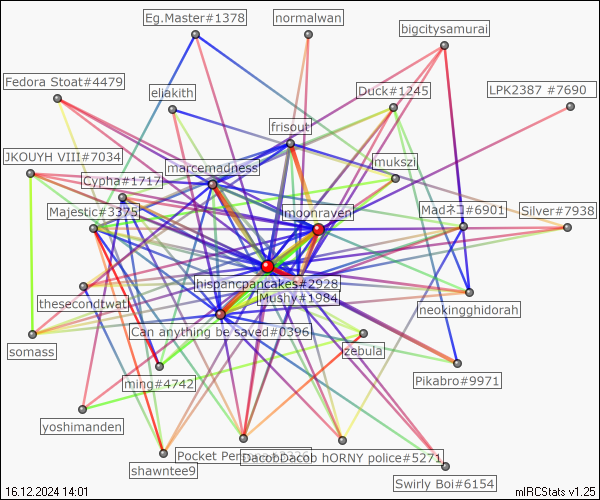 Eg.Master#1378
normalwan
bigcitysamurai
Fedora Stoat#4479
eliakith
Duck#1245
LPK2387 #7690
frisout
JKOUYH VIII#7034
marcemadness
mukszi
Cypha#1717
Majestic#3375
moonraven
Madネコ#6901
Silver#7938
hispancpancakes#2928
thesecondtwat
Mushy#1984
neokingghidorah
Can anything be saved#0396
somass
zebula
ming#4742
Pikabro#9971
yoshimanden
Pocket Per
DacobDacob hORNY police#5271
shawntee9
Swirly Boi#6154
16.12.2024 14:01
mIRCStats v1.25